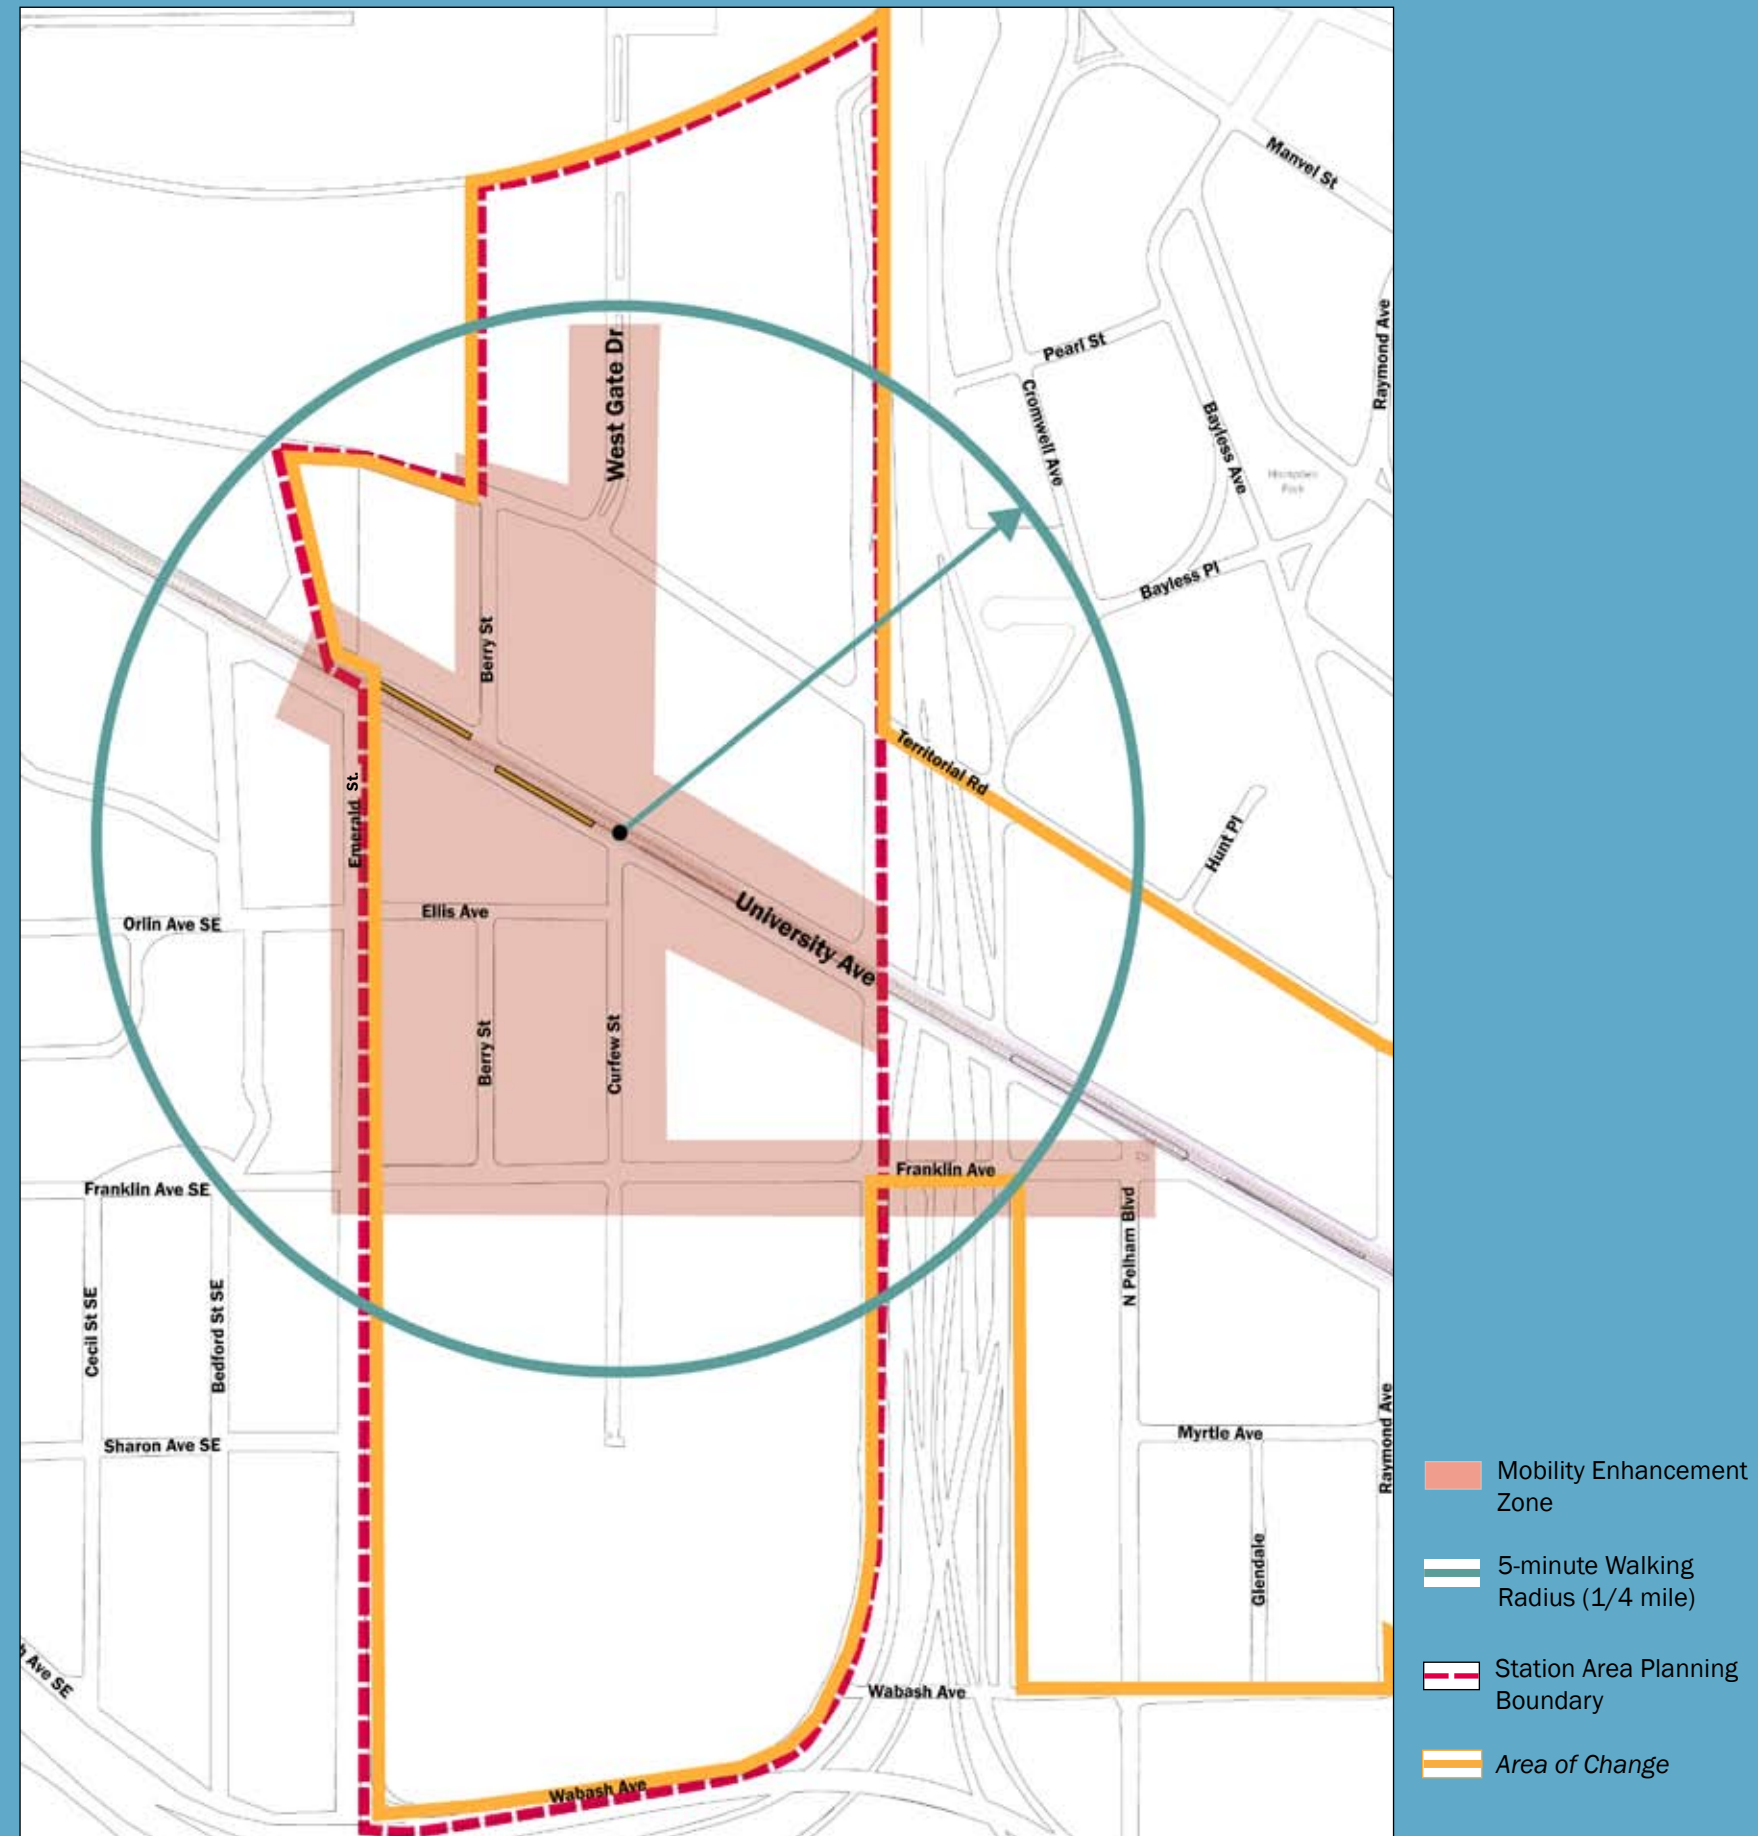 Manvel St
Raymond Ave
West Gate Dr
Pearl St
Cromwell Ave
Bayless Ave
Hampden
Park
Bayless Pl
Berry St
Territorial Rd
Emerald St.
Hunt Pl
University Ave
Ellis Ave
Orlin Ave SE
Berry St
Curfew St
Franklin Ave
Franklin Ave SE
N Pelham Blvd
Cecil St SE
Bedford St SE
Raymond Ave
Myrtle Ave
Sharon Ave SE
Glendale
Ave SE
Wabash Ave
Wabash Ave
Mobility Enhancement
Zone
5-minute Walking
Radius (1/4 mile)
Station Area Planning
Boundary
Area of Change